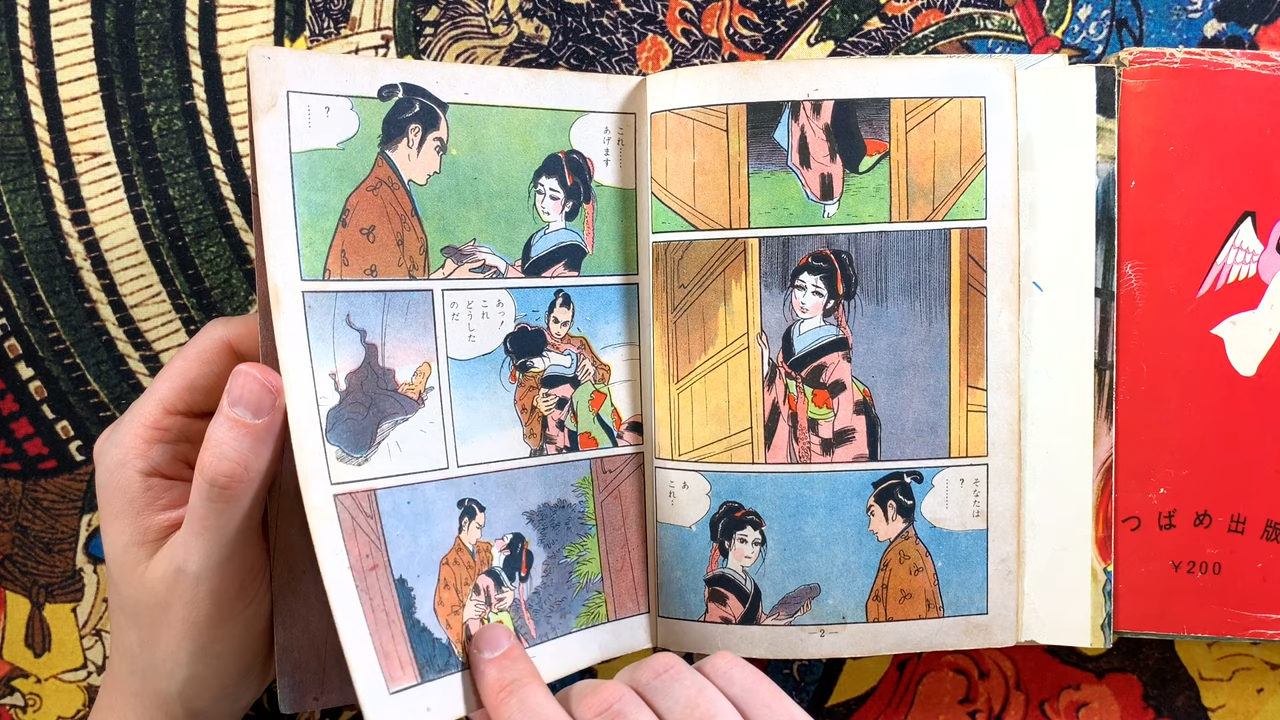 そなたは
………?
あ
これ…
—2—
これ……
あげます
……?
あっ!
これ
どうした
のだ
つばめ出版
¥200